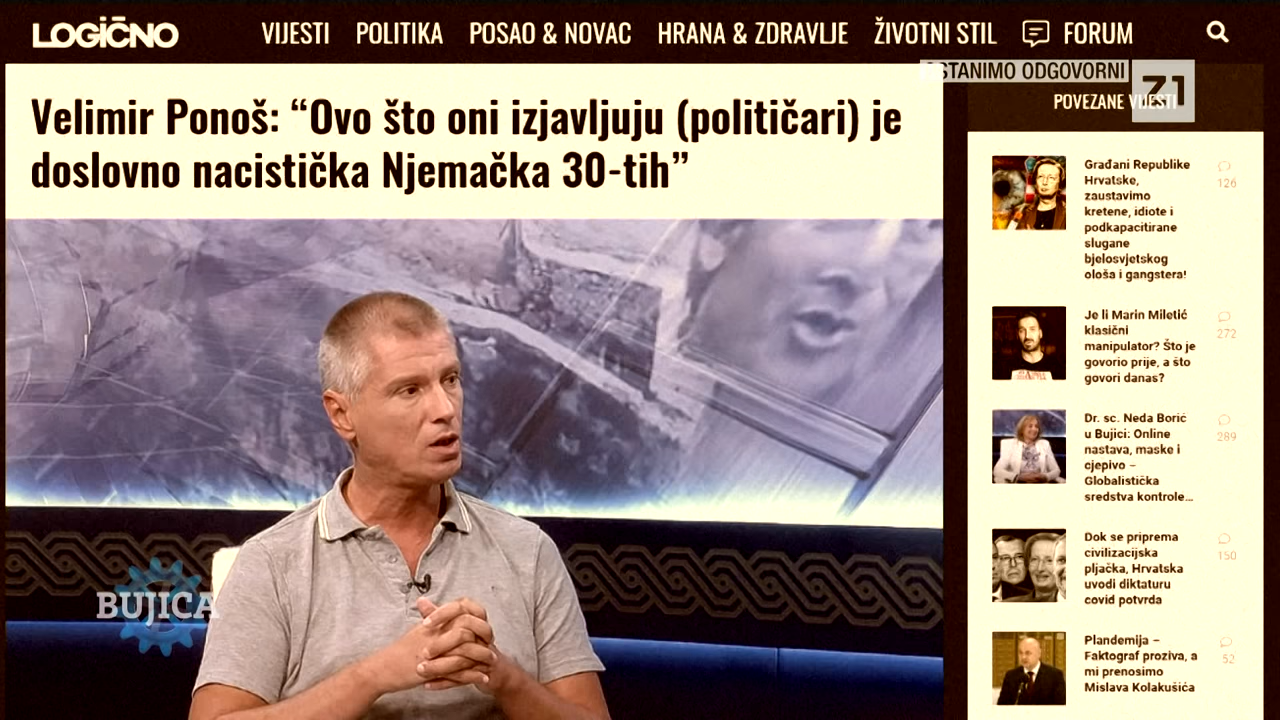 LOGIČNO
VIJESTI
POLITIKA
POSAO & NOVAC
HRANA & ZDRAVLJE
ŽIVOTNI STIL
FORUM
OSTANIMO ODGOVORNI
Z1
Velimir Ponoš: “Ovo što oni izjavljuju (političari) je
doslovno nacistička Njemačka 30-tih”
BUJICA
POVEZANE VIJESTI
Građani Republike
Hrvatske,
zaustavimo
kretene, idiote i
podkapacitirane
slugane
bjelosvjetskog
ološa i gangstera!
126
Je li Marin Miletić
klasični
manipulator? Što je
govorio prije, a što
govori danas?
272
Dr. sc. Neda Borić
u Bujici: Online
nastava, maske i
cjepivo –
Globalistička
sredstva kontrole...
289
Dok se priprema
civilizacijska
pljačka, Hrvatska
uvodi diktaturu
covid potvrda
150
Plandemija –
Faktograf proziva, a
mi prenosimo
Mislava Kolakušića
52